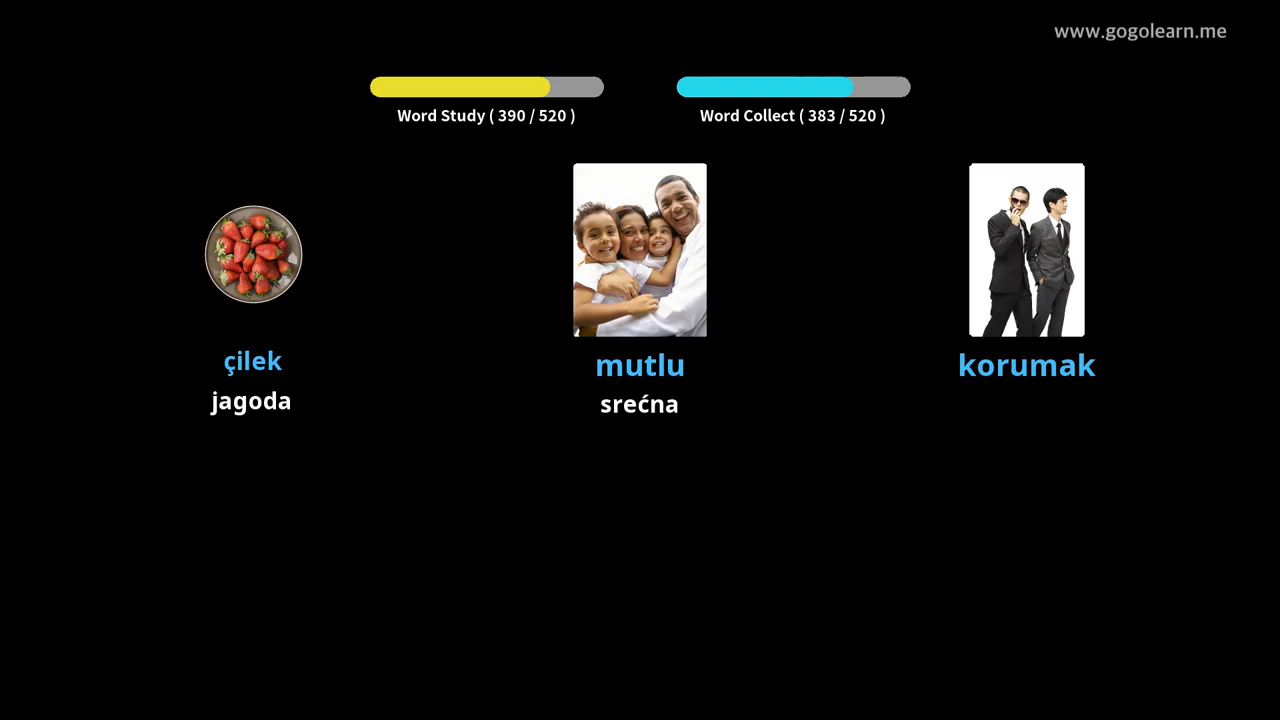 www.gogolearn.me
Word Study ( 390 / 520 )
Word Collect ( 383 / 520 )
çilek
jagoda
mutlu
srećna
korumak